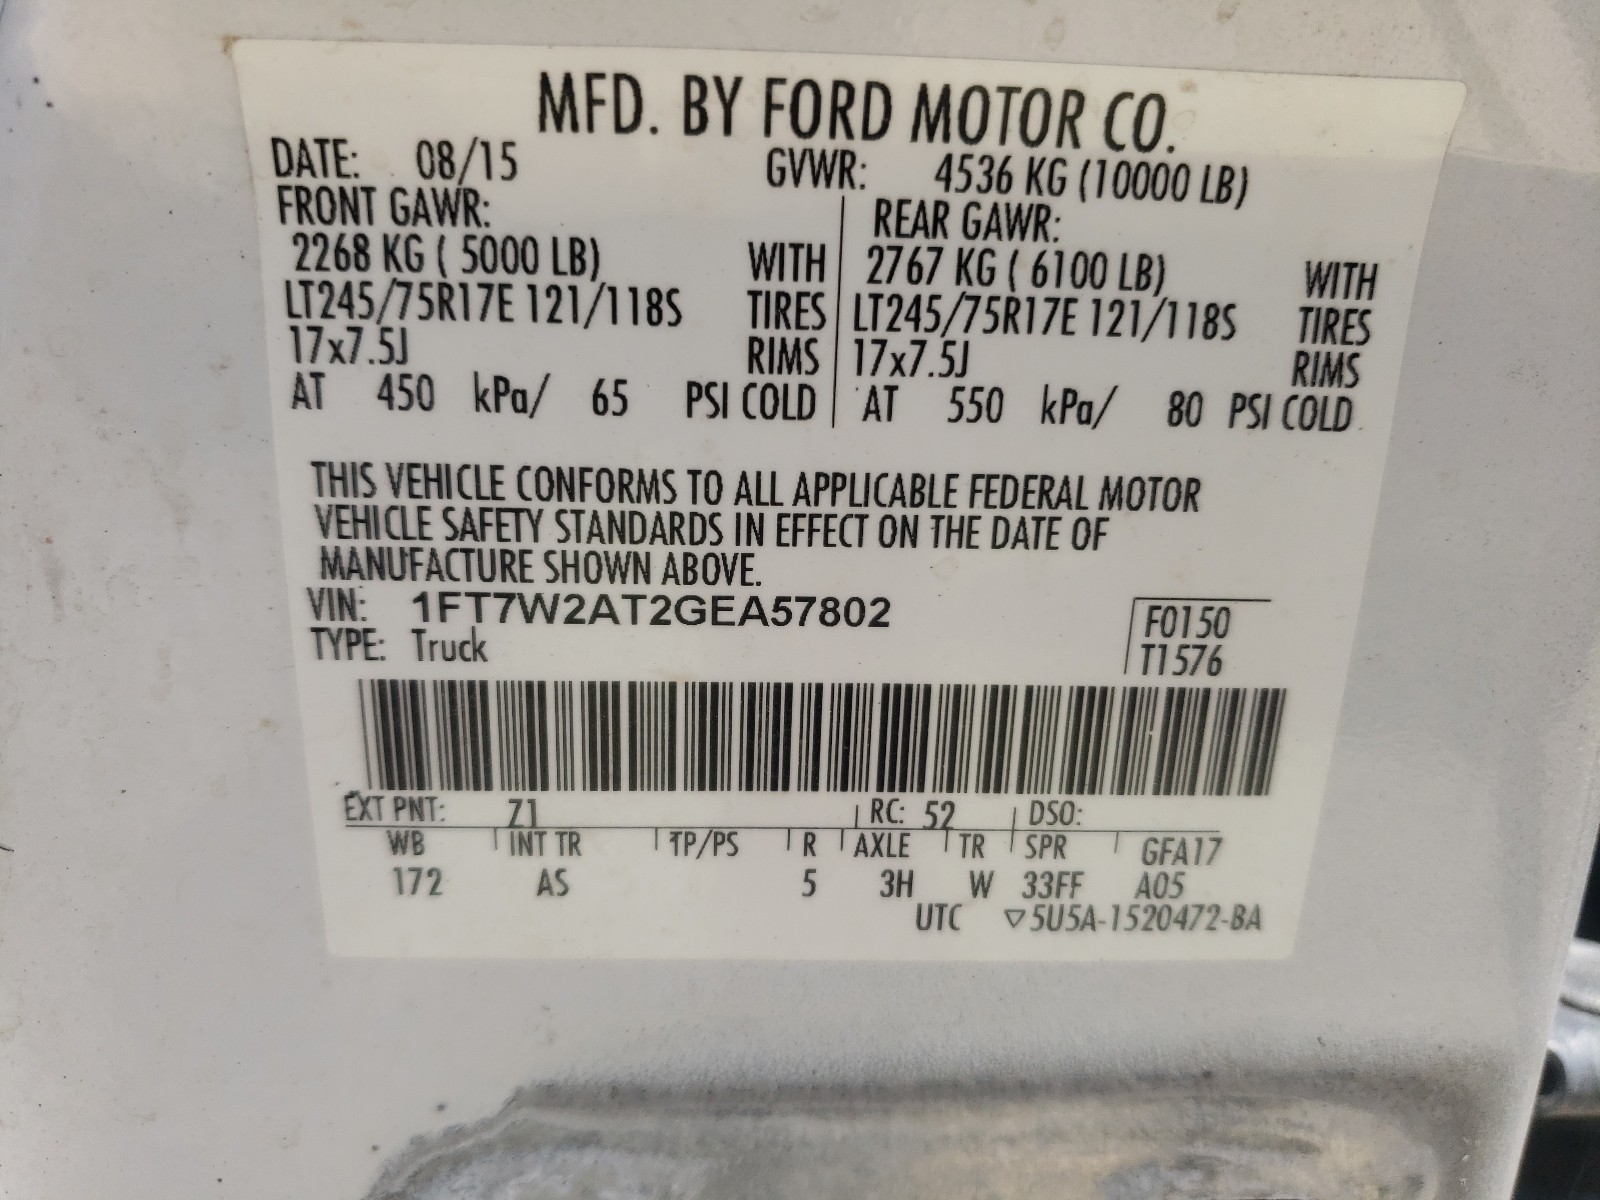 MFD. BY FORD MOTOR CO.
DATE: 08/15 GVWR: 4536 KG (10000 LB)
FRONT GAWR: REAR GAWR:
2268 KG ( 5000 LB) WITH 2767 KG ( 6100 LB) WITH
LT245/75R17E 121/118S TIRES LT245/75R17E 121/118S TIRES
17x7.5J RIMS 17x7.5J RIMS
AT 450 kPa/ 65 PSI COLD AT 550 kPa/ 80 PSI COLD
THIS VEHICLE CONFORMS TO ALL APPLICABLE FEDERAL MOTOR
VEHICLE SAFETY STANDARDS IN EFFECT ON THE DATE OF
MANUFACTURE SHOWN ABOVE.
VIN: 1FT7W2AT2GEA57802 F0150
TYPE: Truck T1576
EXT PNT: Z1 RC: 52 DSO:
WB INT TR TP/PS R AXLE TR SPR GFA17
172 AS 5 3H W 33FF A05
UTC ▽5U5A-1520472-BA